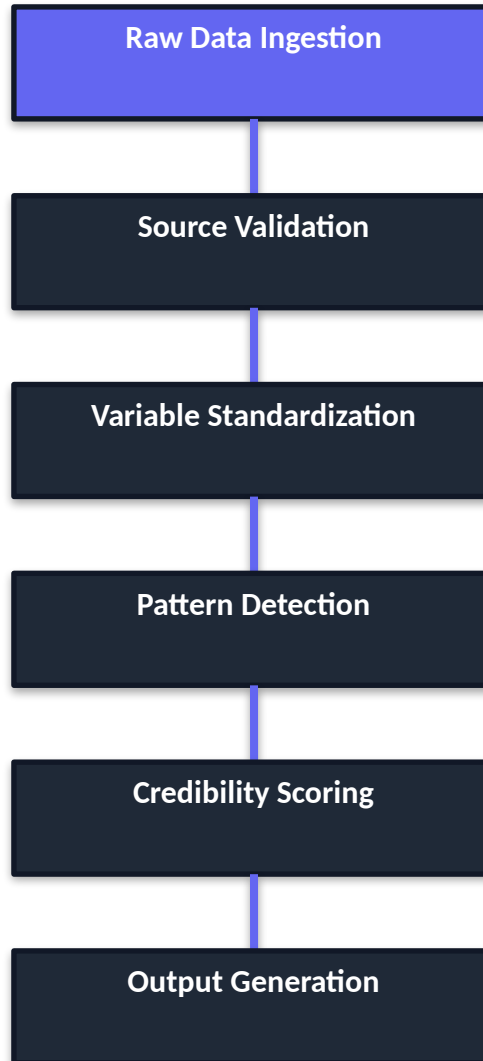 Raw Data Ingestion
Source Validation
Variable Standardization
Pattern Detection
Credibility Scoring
Output Generation